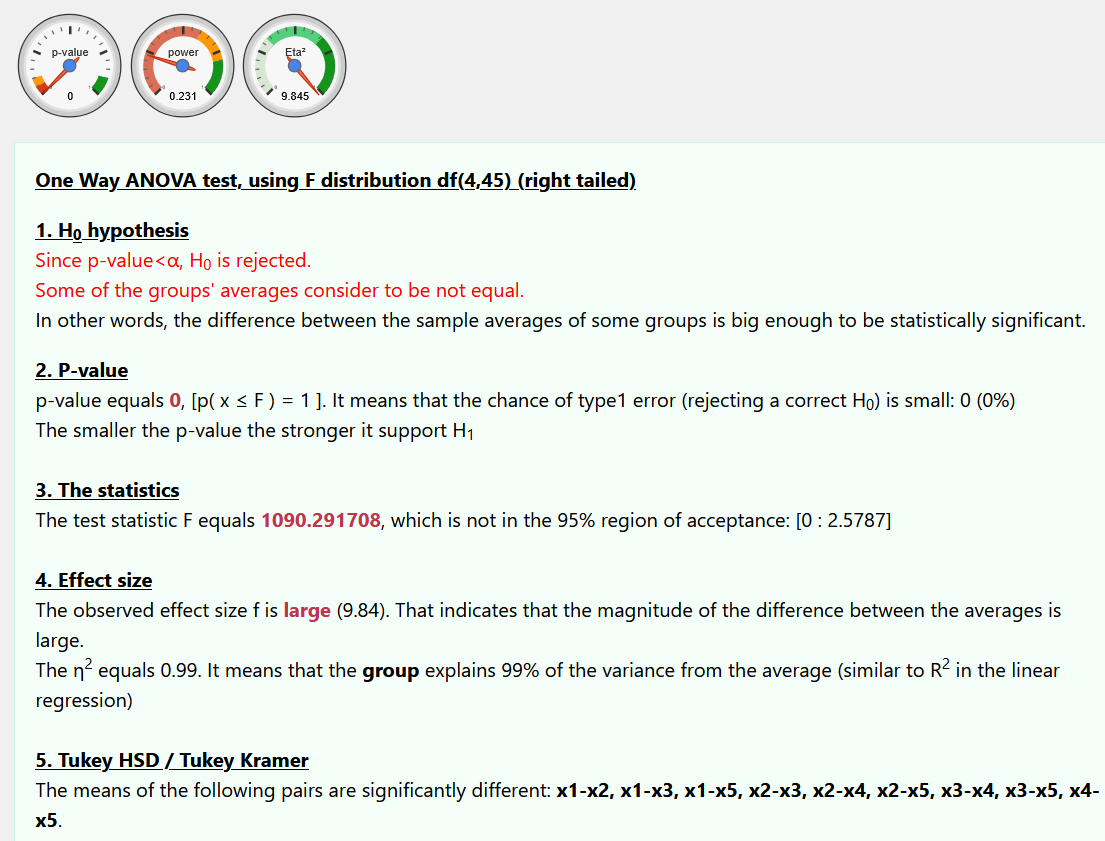 p-value power Eta²
0 0.231 9.845
One Way ANOVA test, using F distribution df(4,45) (right tailed)
1. H₀ hypothesis
Since p-value<α, H₀ is rejected.
Some of the groups' averages consider to be not equal.
In other words, the difference between the sample averages of some groups is big enough to be statistically significant.
2. P-value
p-value equals 0, [p( x ≤ F ) = 1 ]. It means that the chance of type1 error (rejecting a correct H₀) is small: 0 (0%)
The smaller the p-value the stronger it support H₁
3. The statistics
The test statistic F equals 1090.291708, which is not in the 95% region of acceptance: [0 : 2.5787]
4. Effect size
The observed effect size f is large (9.84). That indicates that the magnitude of the difference between the averages is
large.
The η² equals 0.99. It means that the group explains 99% of the variance from the average (similar to R² in the linear
regression)
5. Tukey HSD / Tukey Kramer
The means of the following pairs are significantly different: x1-x2, x1-x3, x1-x5, x2-x3, x2-x4, x2-x5, x3-x4, x3-x5, x4-
x5.